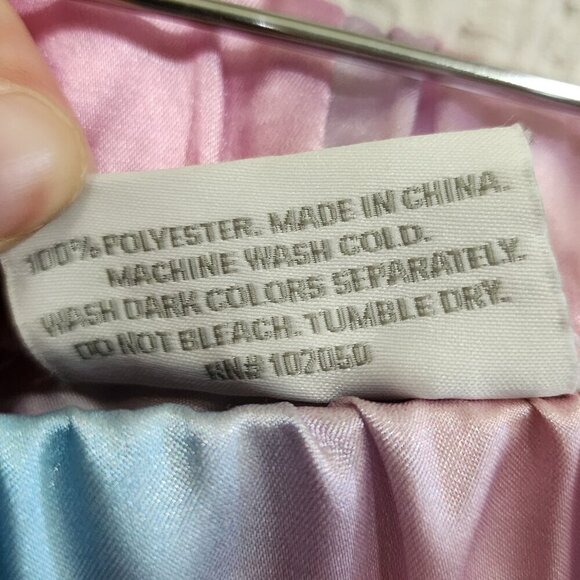 100% POLYESTER. MADE IN CHINA.
MACHINE WASH COLD.
WASH DARK COLORS SEPARATELY.
DO NOT BLEACH. TUMBLE DRY.
RN# 102050